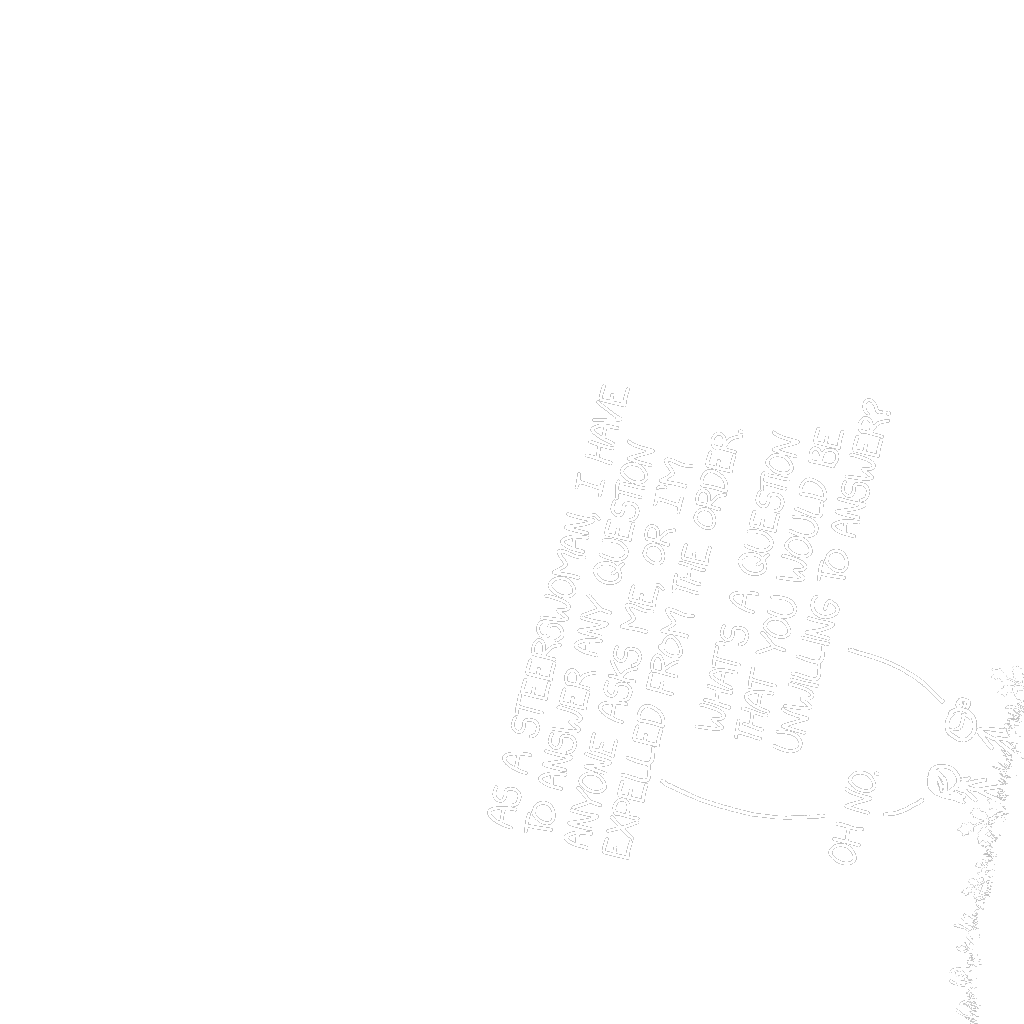 AS A STEERSWOMAN, I HAVE
TO ANSWER ANY QUESTION
ANYONE ASKS ME, OR I'M
EXPELLED FROM THE ORDER.
WHAT'S A QUESTION
THAT YOU WOULD BE
UNWILLING TO ANSWER?
OH NO.